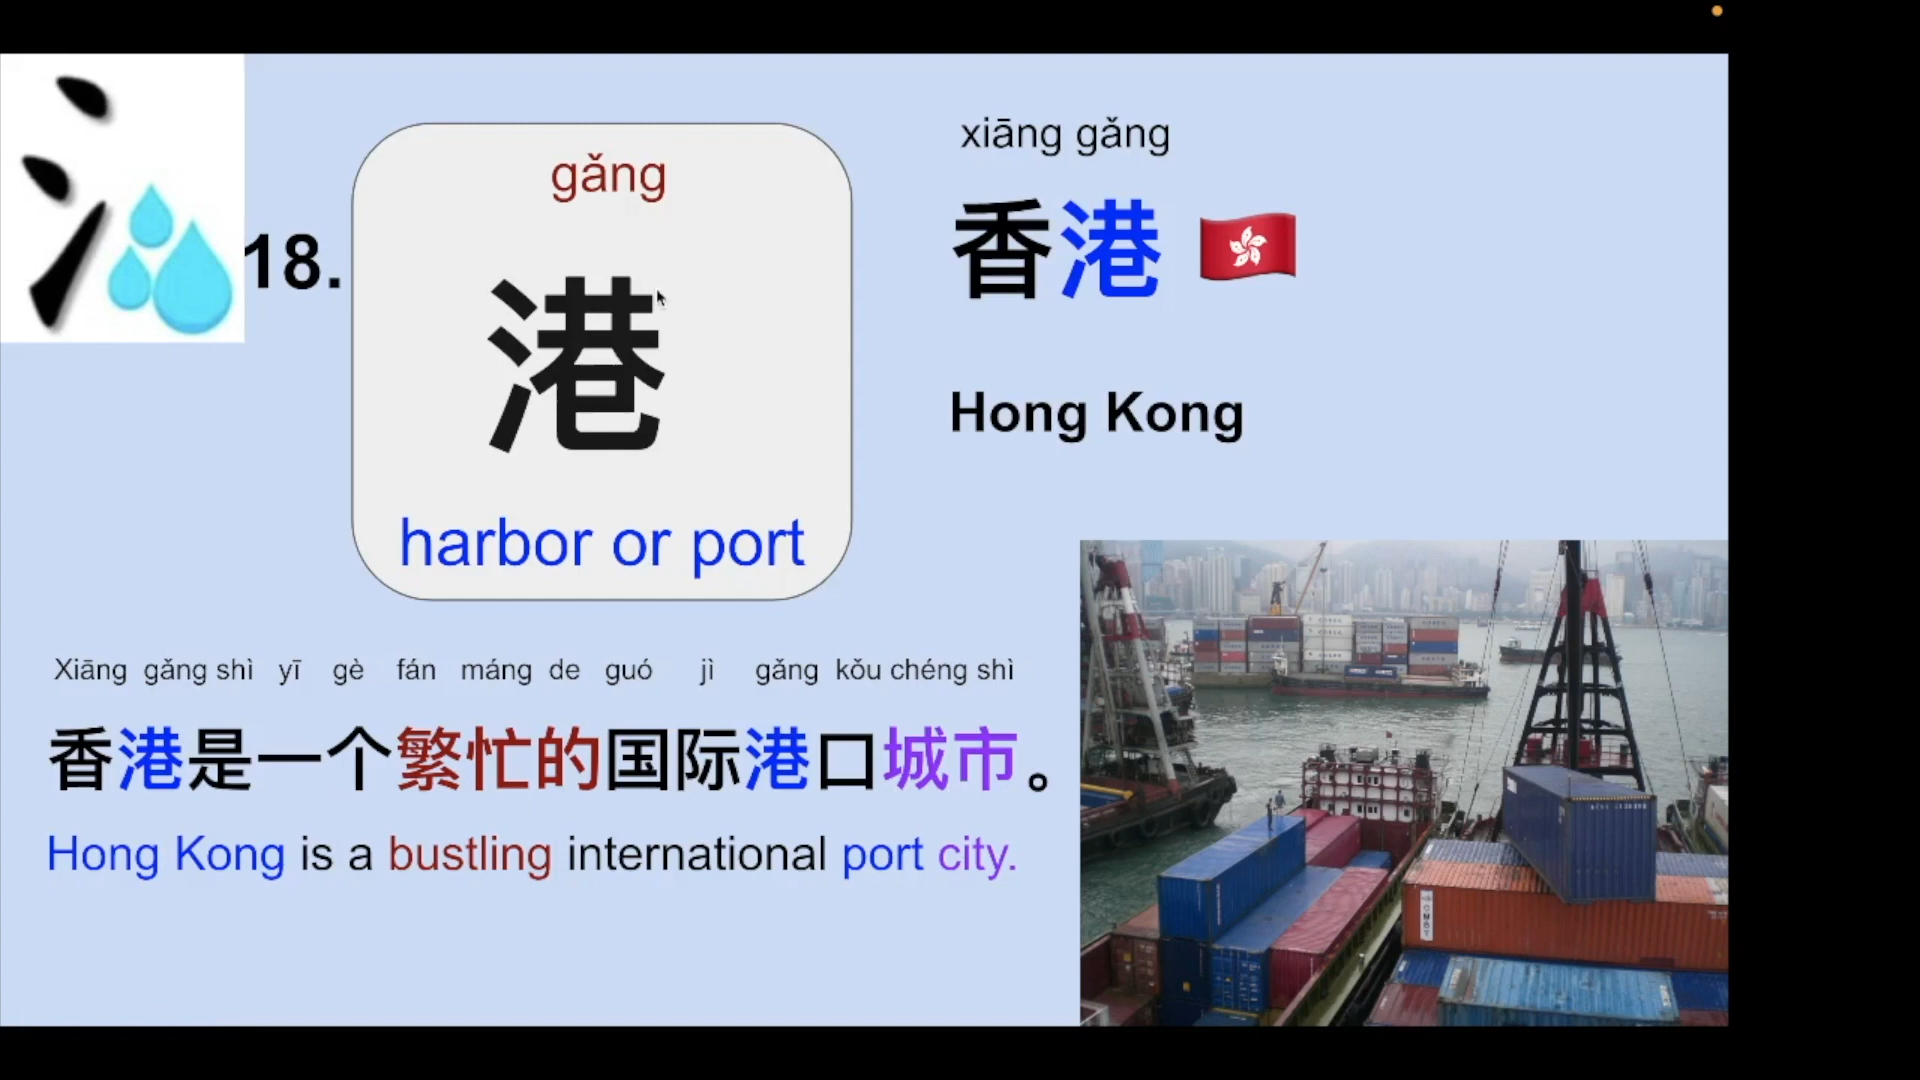 18.
gǎng
港
harbor or port
xiāng gǎng
香港
Hong Kong
Xiāng gǎng shì yī gè fán máng de guó jì gǎng kǒu chéng shì
香港是一个繁忙的国际港口城市。
Hong Kong is a bustling international port city.